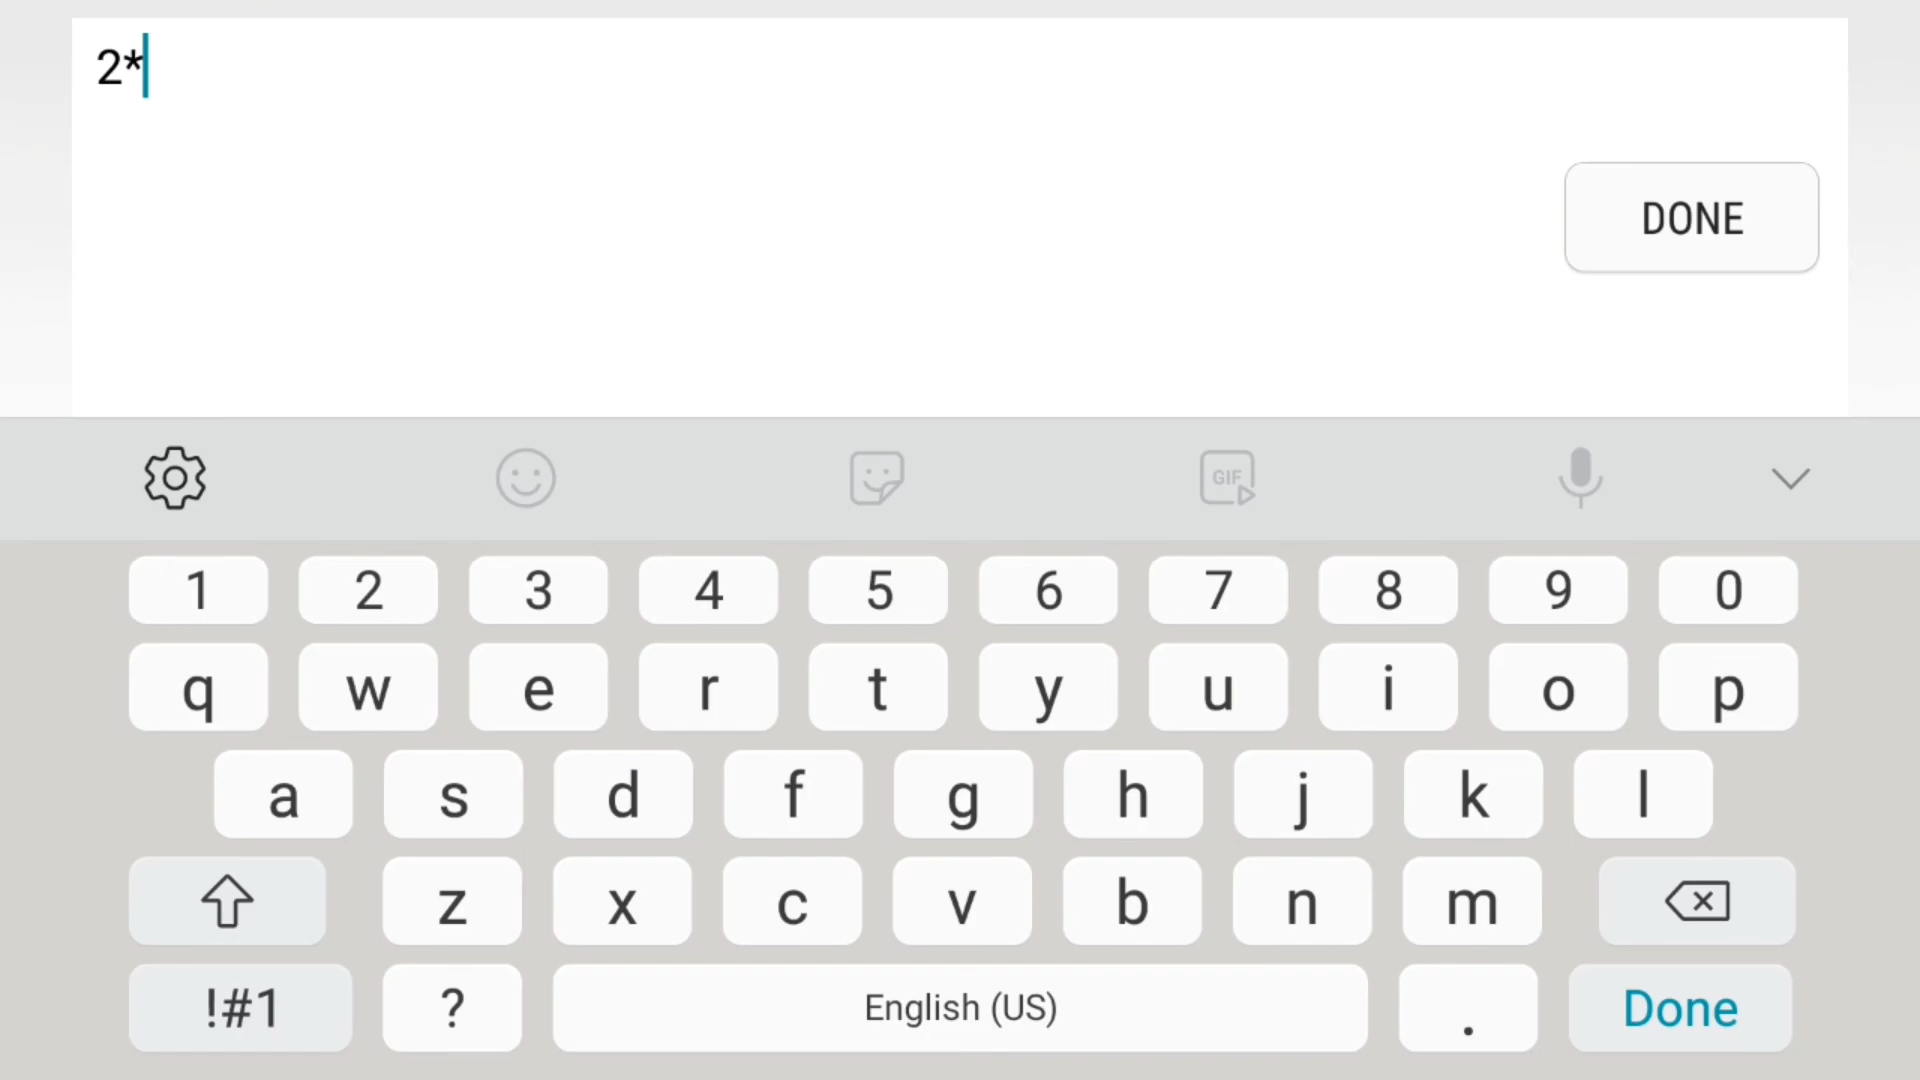 2*
DONE
GIF
1 2 3 4 5 6 7 8 9 0
q w e r t y u i o p
a s d f g h j k l
z x c v b n m
!#1 ? English (US) . Done